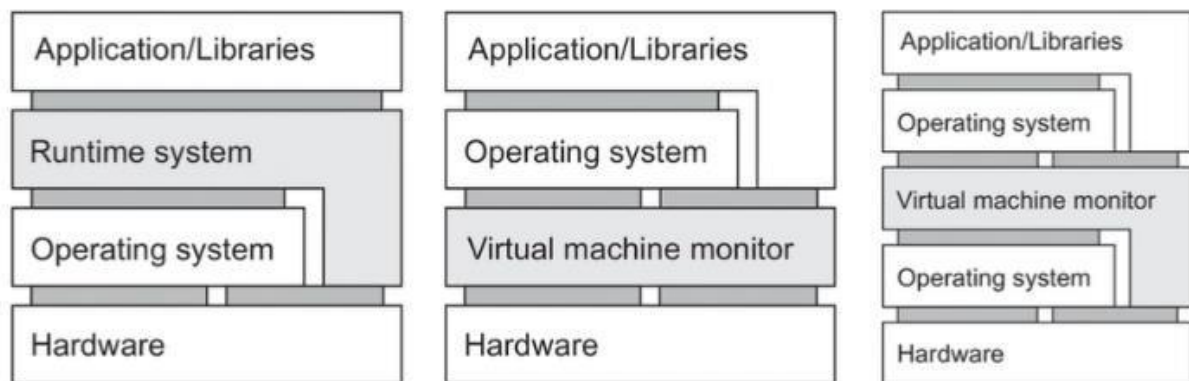 Application/Libraries
Runtime system
Operating system
Hardware
Application/Libraries
Operating system
Virtual machine monitor
Hardware
Application/Libraries
Operating system
Virtual machine monitor
Operating system
Hardware